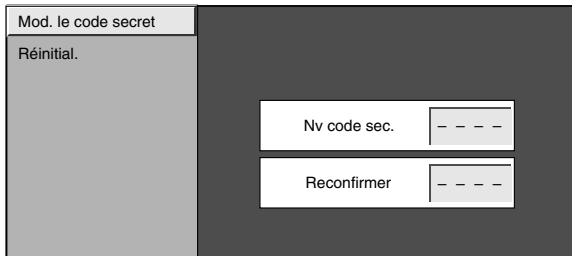 Mod. le code secret
Réinitial.
Nv code sec. – – – –
Reconfirmer – – – –